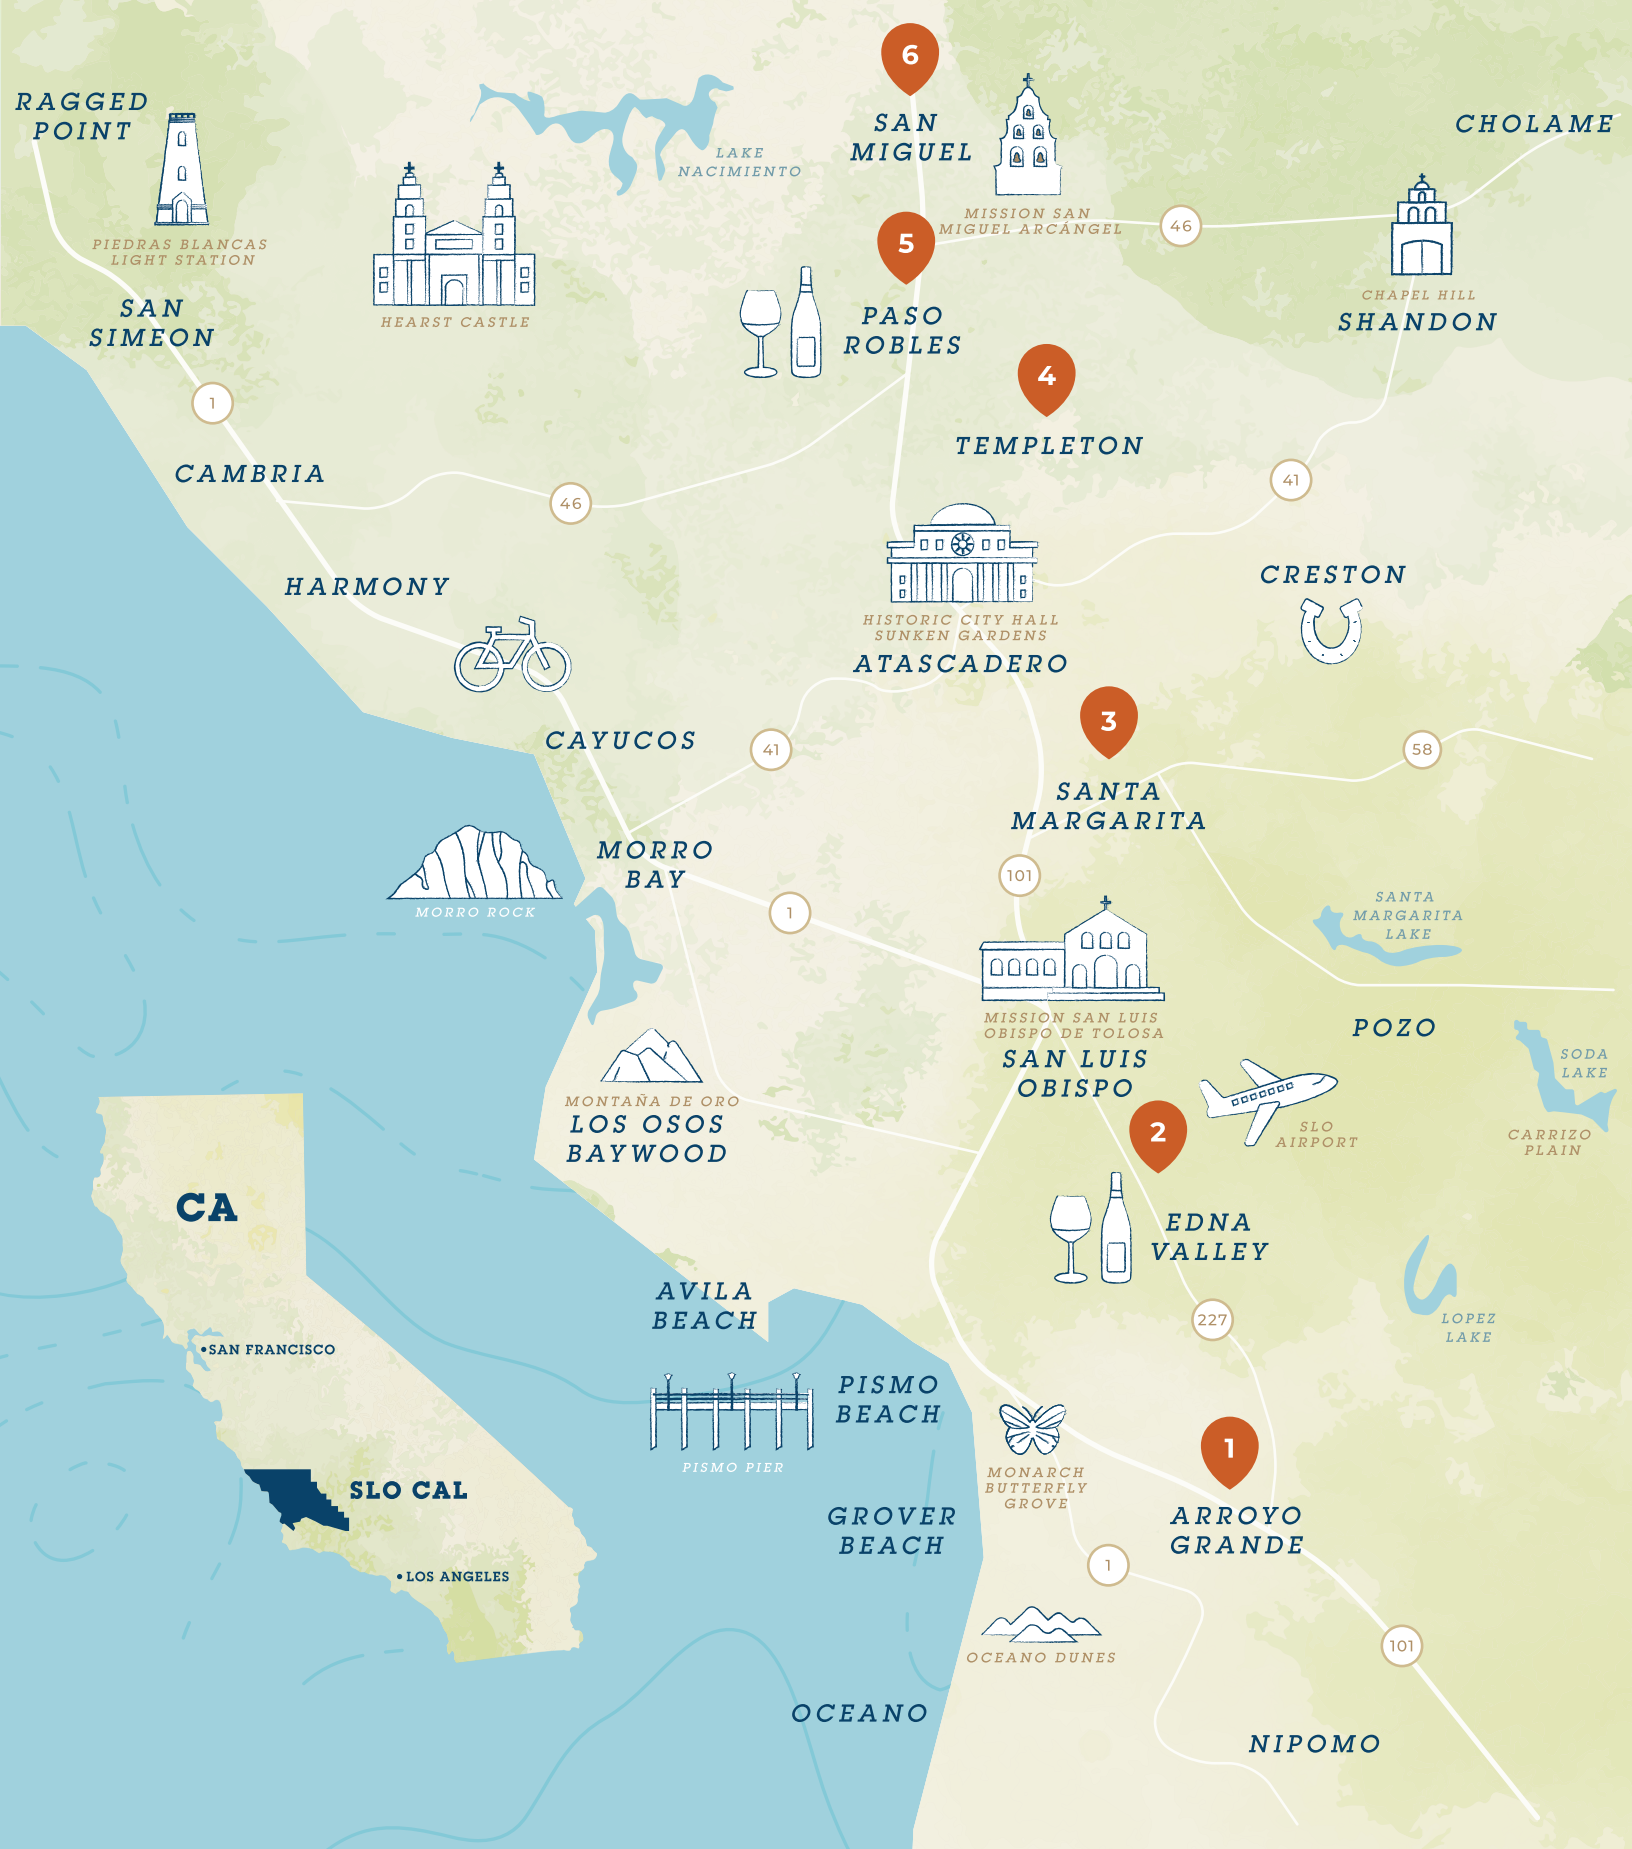 6
RAGGED
POINT
SAN
MIGUEL
CHOLAME
LAKE
NACIMIENTO
MISSION SAN
MIGUEL ARCÁNGEL
46
5
PIEDRAS BLANCAS
LIGHT STATION
HEARST CASTLE
CHAPEL HILL
SHANDON
SAN
SIMEON
PASO
ROBLES
4
1
TEMPLETON
CAMBRIA
46
41
HARMONY
CRESTON
HISTORIC CITY HALL
SUNKEN GARDENS
ATASCADERO
3
CAYUCOS
41
58
SANTA
MARGARITA
MORRO
BAY
101
MORRO ROCK
1
SANTA
MARGARITA
LAKE
MISSION SAN LUIS
OBISPO DE TOLOSA
SAN LUIS
OBISPO
POZO
SODA
LAKE
MONTAÑA DE ORO
LOS OSOS
BAYWOOD
2
SLO
AIRPORT
CARRIZO
PLAIN
CA
EDNA
VALLEY
AVILA
BEACH
227
LOPEZ
LAKE
SAN FRANCISCO
PISMO
BEACH
1
PISMO PIER
MONARCH
BUTTERFLY
GROVE
SLO CAL
GROVER
BEACH
ARROYO
GRANDE
LOS ANGELES
1
OCEANO DUNES
101
OCEANO
NIPOMO